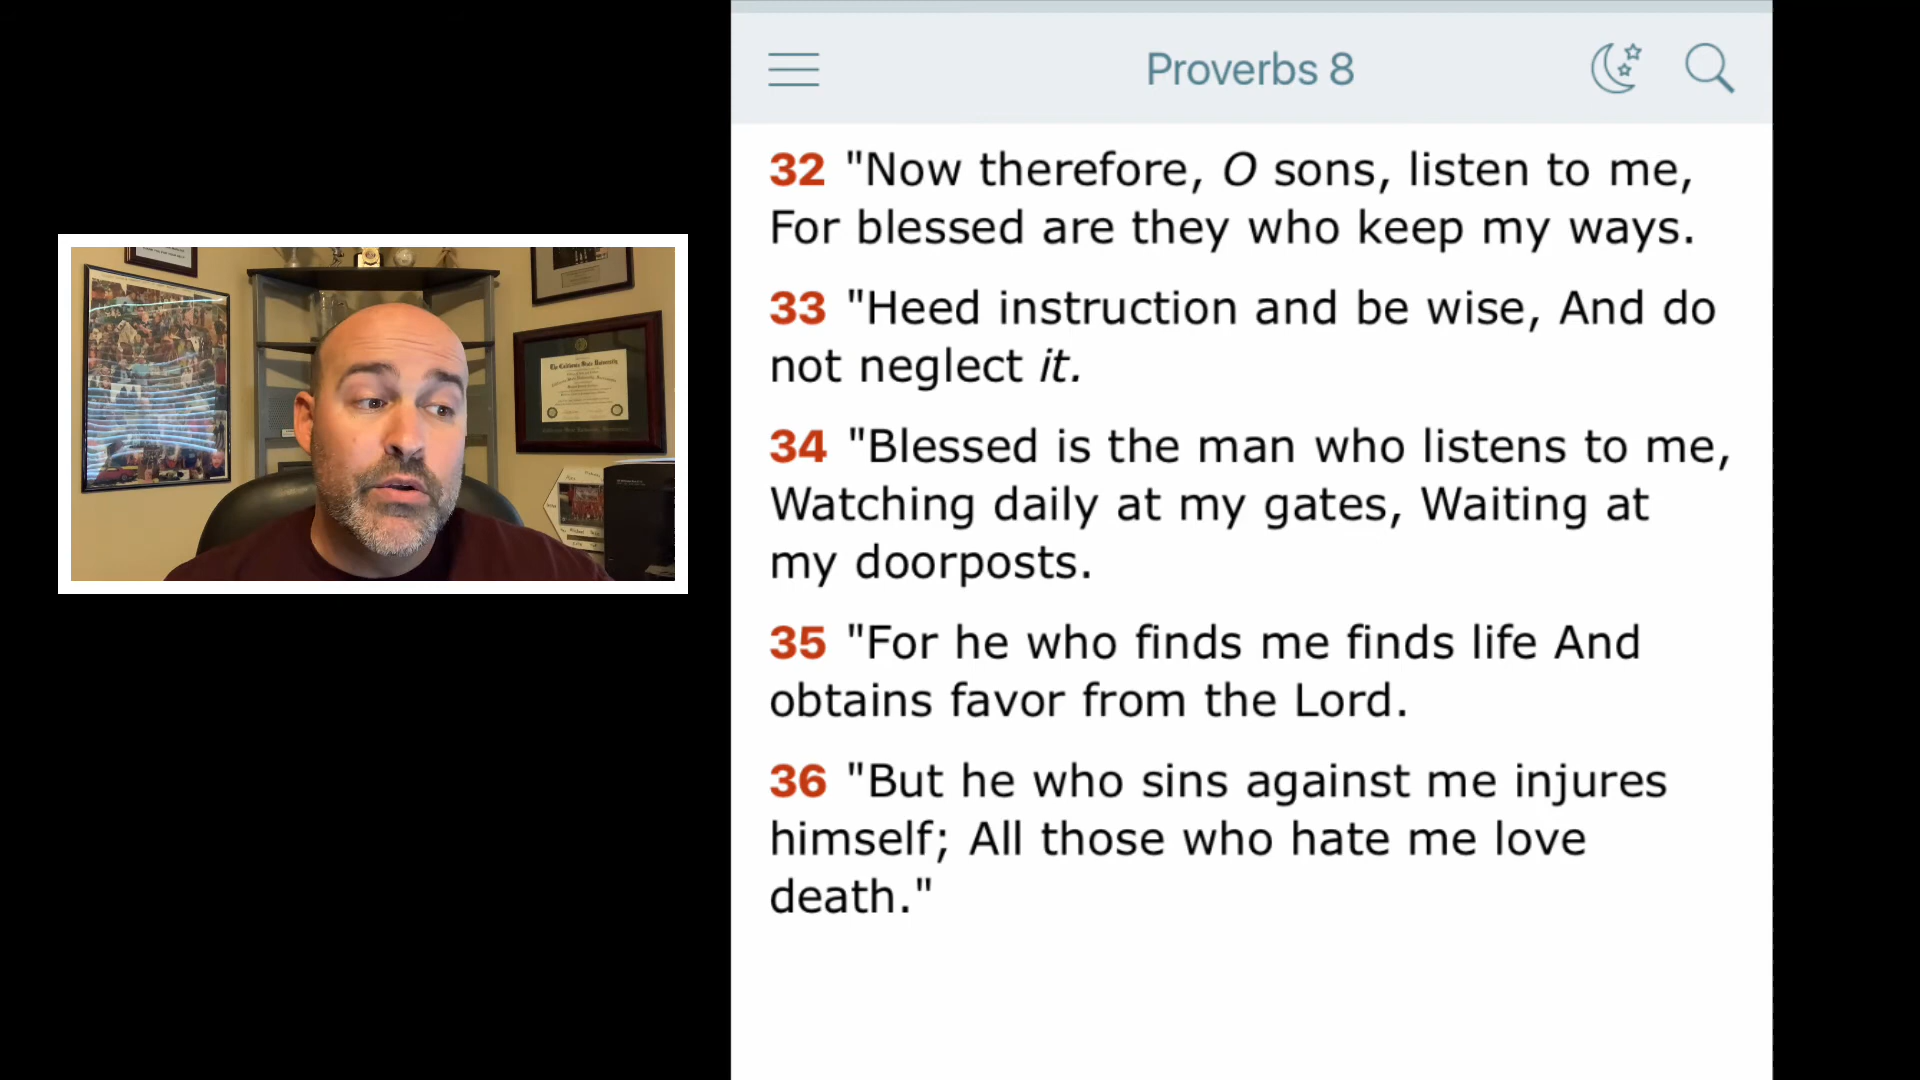 Proverbs 8
32 "Now therefore, O sons, listen to me,
For blessed are they who keep my ways.
33 "Heed instruction and be wise, And do
not neglect it.
34 "Blessed is the man who listens to me,
Watching daily at my gates, Waiting at
my doorposts.
35 "For he who finds me finds life And
obtains favor from the Lord.
36 "But he who sins against me injures
himself; All those who hate me love
death."
The California State University